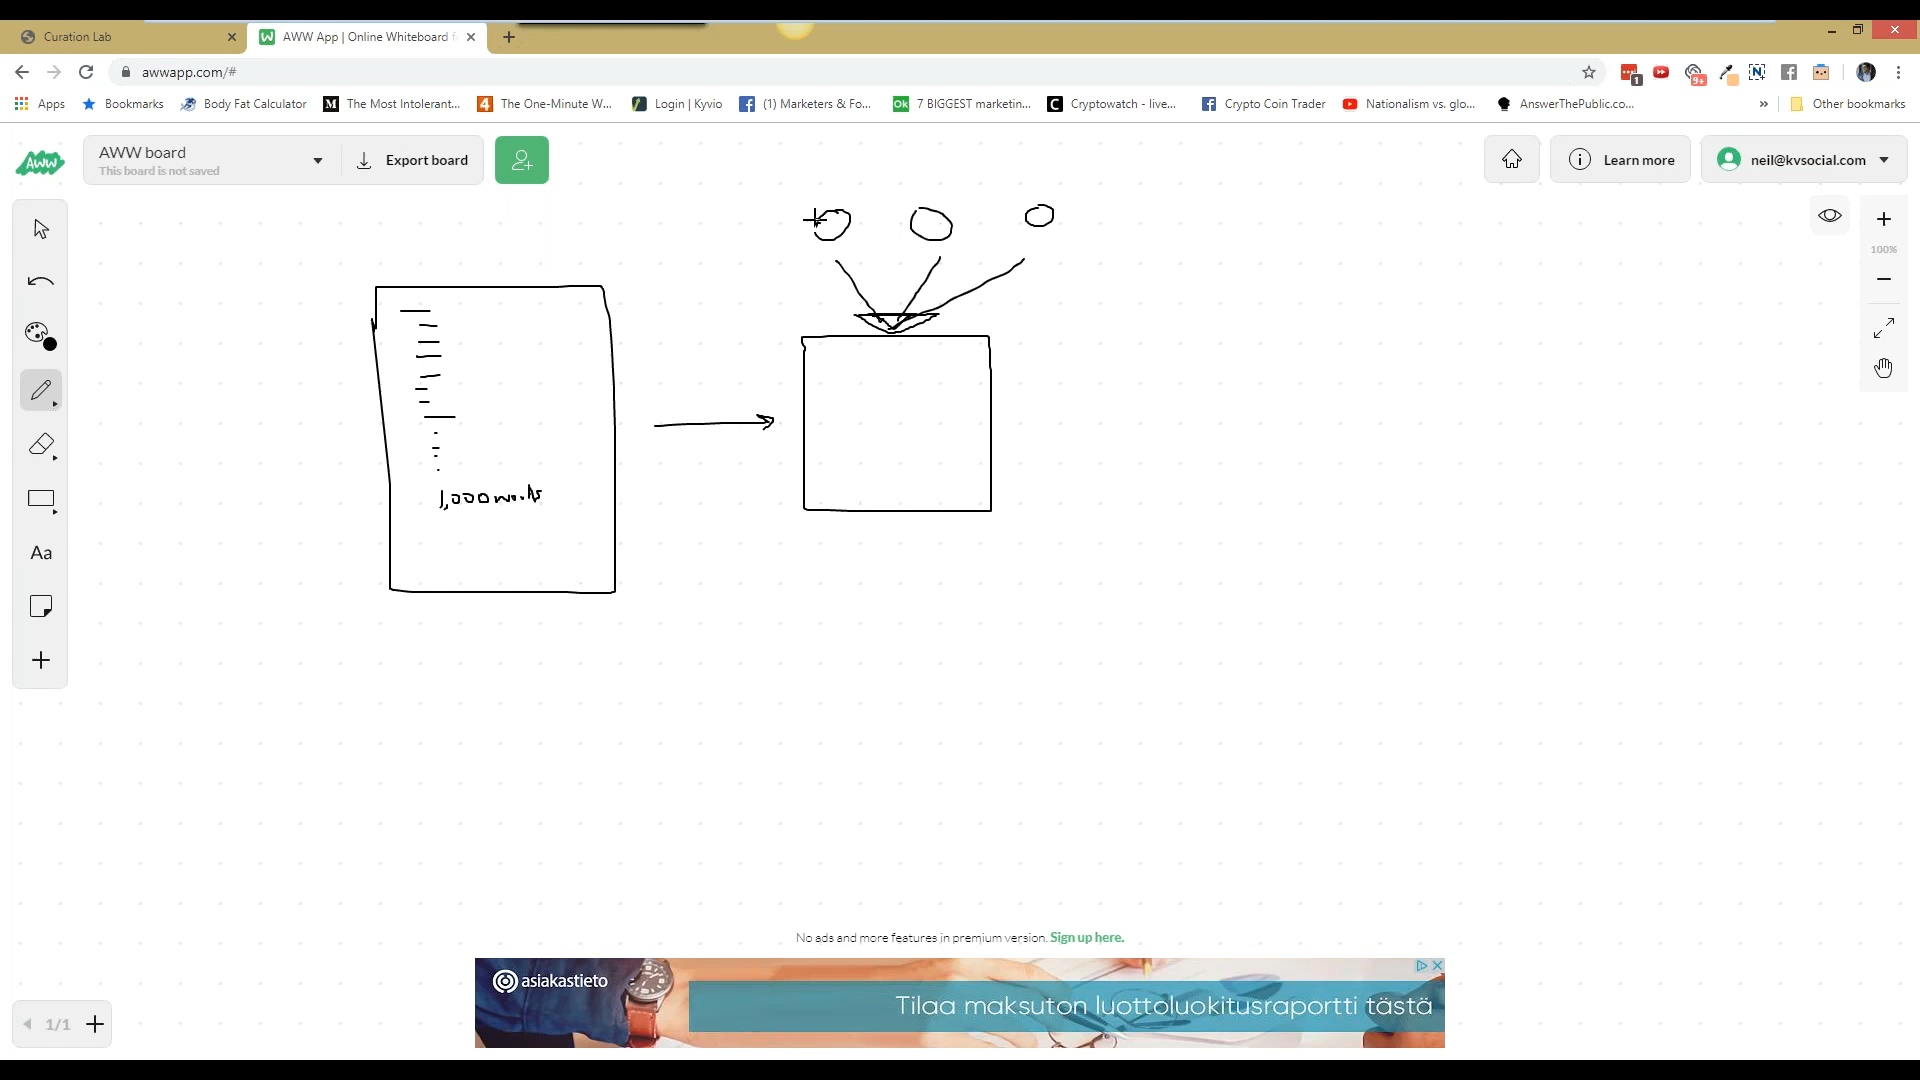 Curation Lab
AWW App | Online Whiteboard f
awwapp.com/#
1
9+
Apps
Bookmarks
Body Fat Calculator
The Most Intolerant...
The One-Minute W...
Login | Kyvio
(1) Marketers & Fo...
7 BIGGEST marketin...
Cryptowatch - live...
Crypto Coin Trader
Nationalism vs. glo...
AnswerThePublic.co...
»
Other bookmarks
AWW
AWW board
This board is not saved
Export board
Learn more
neil@kvsocial.com
100%
Aa
1,000
No ads and more features in premium version. Sign up here.
asiakastieto
Tilaa maksuton luottoluokitusraportti tästä
1/1